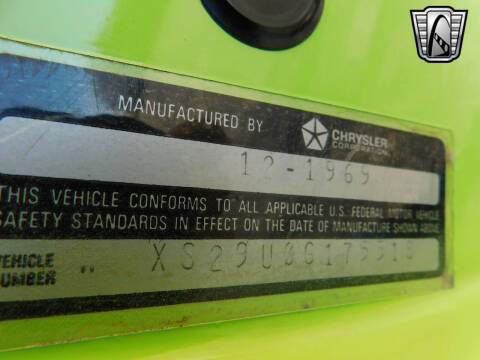 MANUFACTURED BY CHRYSLER
CORPORATION
12-1969
THIS VEHICLE CONFORMS TO ALL APPLICABLE U.S. FEDERAL MOTOR VEHICLE
SAFETY STANDARDS IN EFFECT ON THE DATE OF MANUFACTURE SHOWN ABOVE
VEHICLE
NUMBER